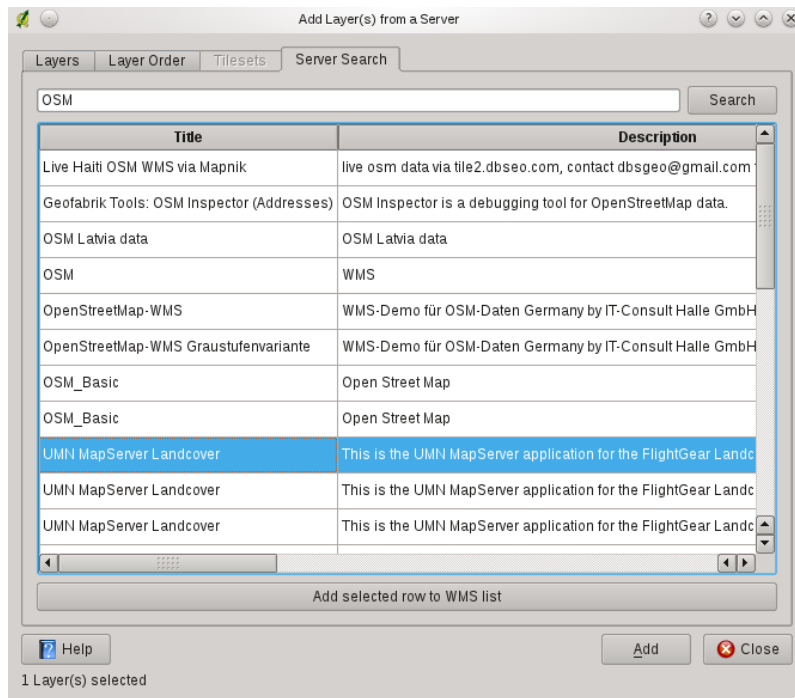 Add Layer(s) from a Server
Layers Layer Order Tilesets Server Search
OSM Search
Title Description
Live Haiti OSM WMS via Mapnik live osm data via tile2.dbseo.com, contact dbsgeo@gmail.com
Geofabrik Tools: OSM Inspector (Addresses) OSM Inspector is a debugging tool for OpenStreetMap data.
OSM Latvia data OSM Latvia data
OSM WMS
OpenStreetMap-WMS WMS-Demo für OSM-Daten Germany by IT-Consult Halle GmbH
OpenStreetMap-WMS Graustufenvariante WMS-Demo für OSM-Daten Germany by IT-Consult Halle GmbH
OSM_Basic Open Street Map
OSM_Basic Open Street Map
UMN MapServer Landcover This is the UMN MapServer application for the FlightGear Landc
UMN MapServer Landcover This is the UMN MapServer application for the FlightGear Landc
UMN MapServer Landcover This is the UMN MapServer application for the FlightGear Landc
Add selected row to WMS list
Help Add Close
1 Layer(s) selected